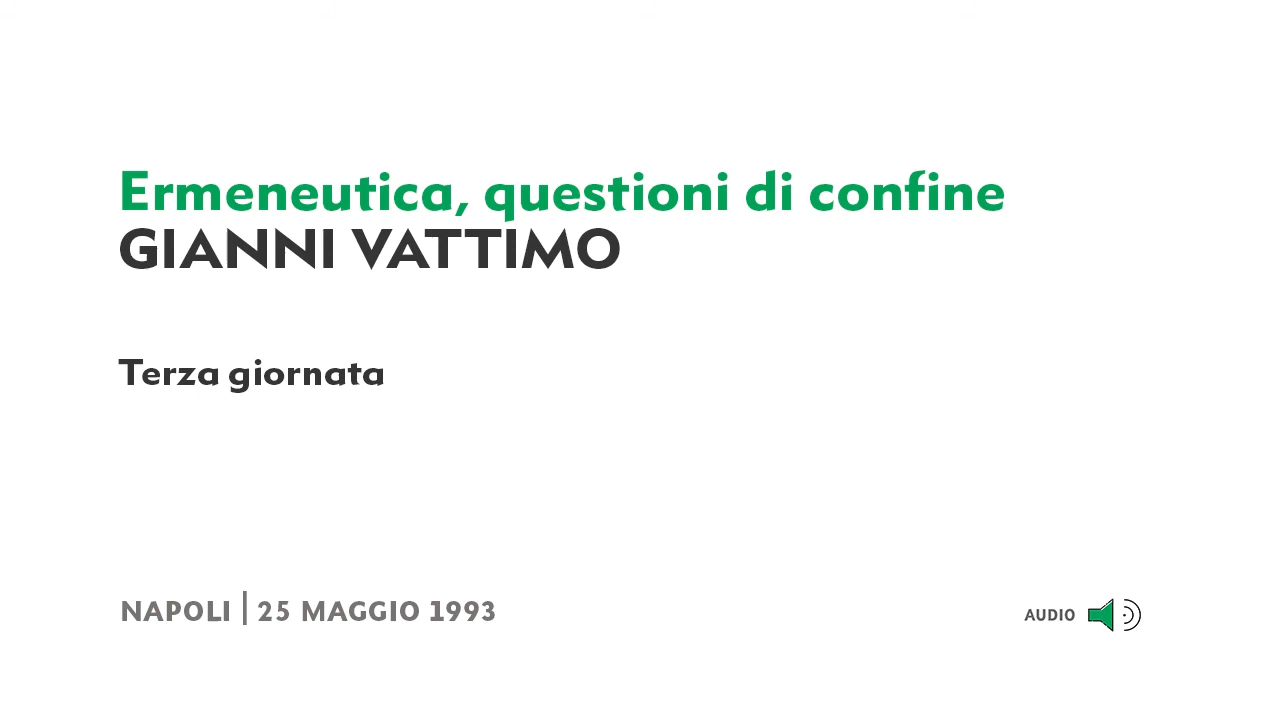 Ermeneutica, questioni di confine
GIANNI VATTIMO
Terza giornata
NAPOLI | 25 MAGGIO 1993
AUDIO